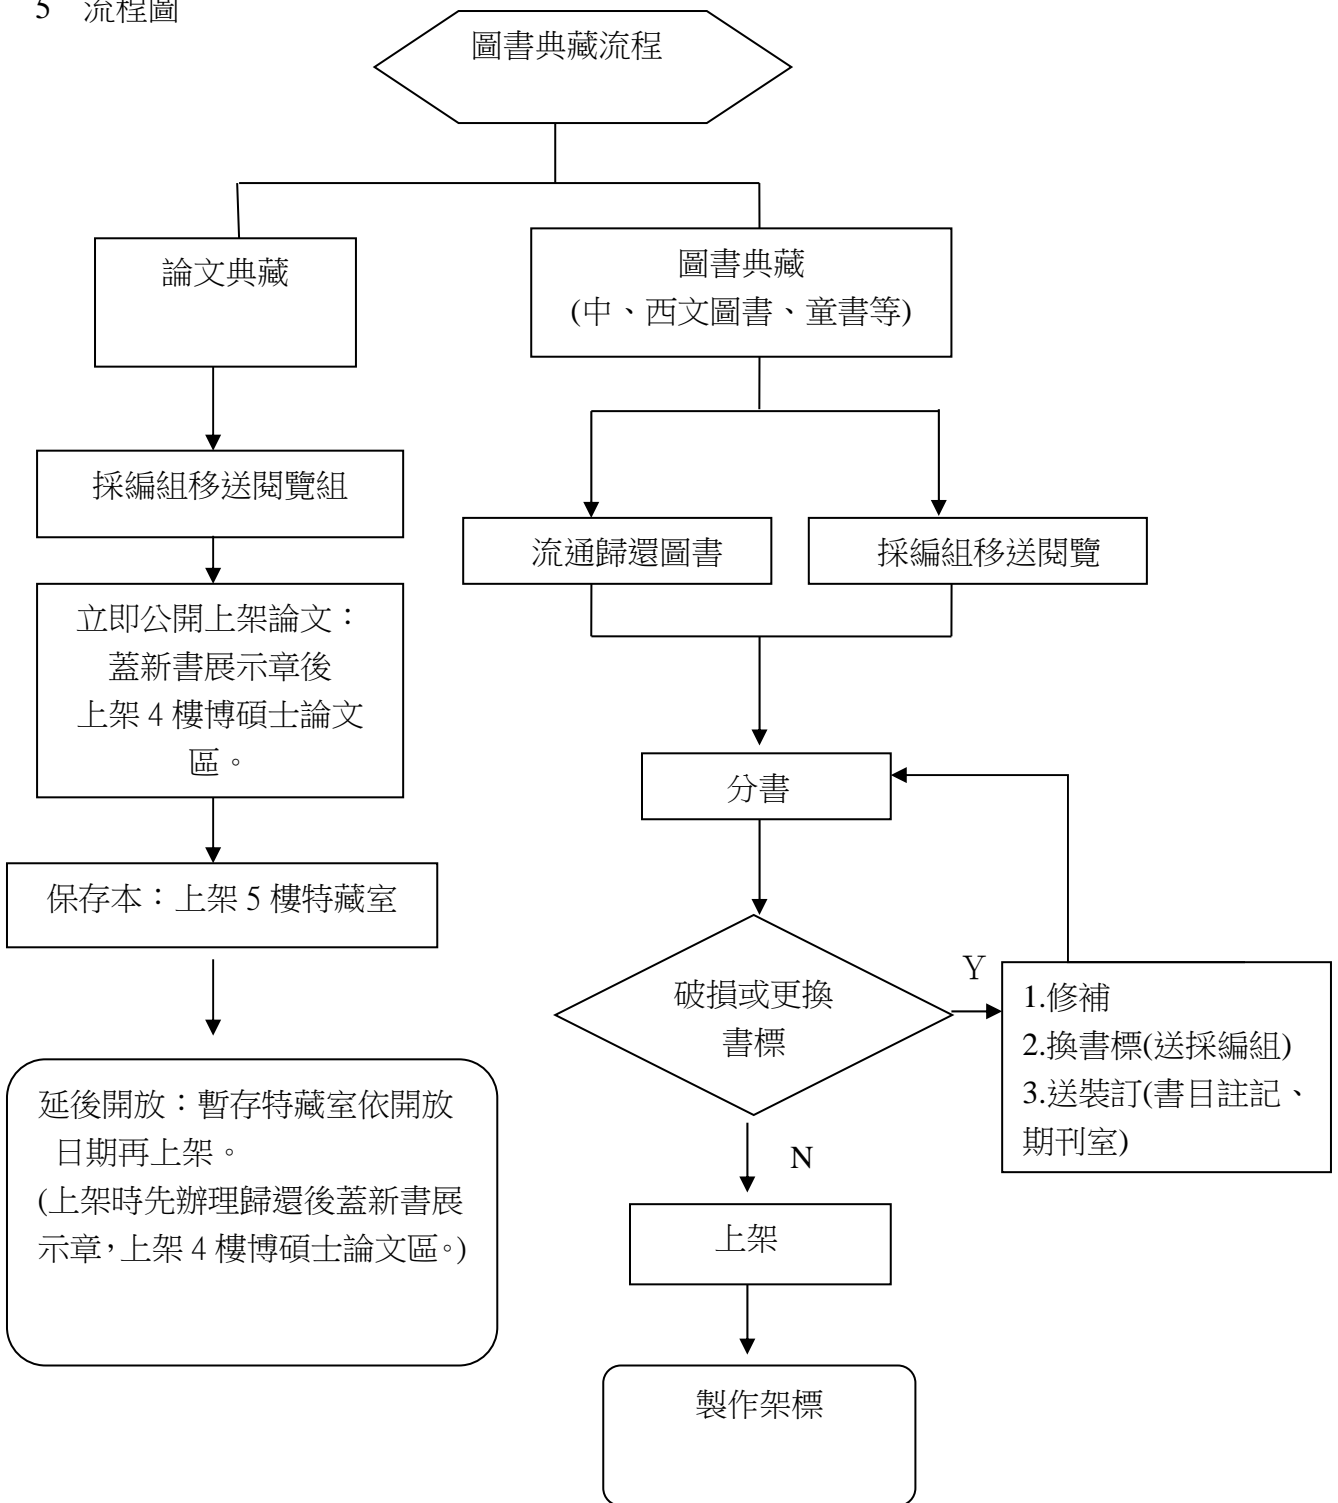 5 流程圖
圖書典藏流程
論文典藏
採編組移送閱覽組
立即公開上架論文：
蓋新書展示章後
上架 4 樓博碩士論文
區。
保存本：上架 5 樓特藏室
延後開放：暫存特藏室依開放
日期再上架。
(上架時先辦理歸還後蓋新書展
示章，上架 4 樓博碩士論文區。)
圖書典藏
(中、西文圖書、童書等)
流通歸還圖書
採編組移送閱覽
分書
破損或更換
書標
Y
1.修補
2.換書標(送採編組)
3.送裝訂(書目註記、
期刊室)
N
上架
製作架標